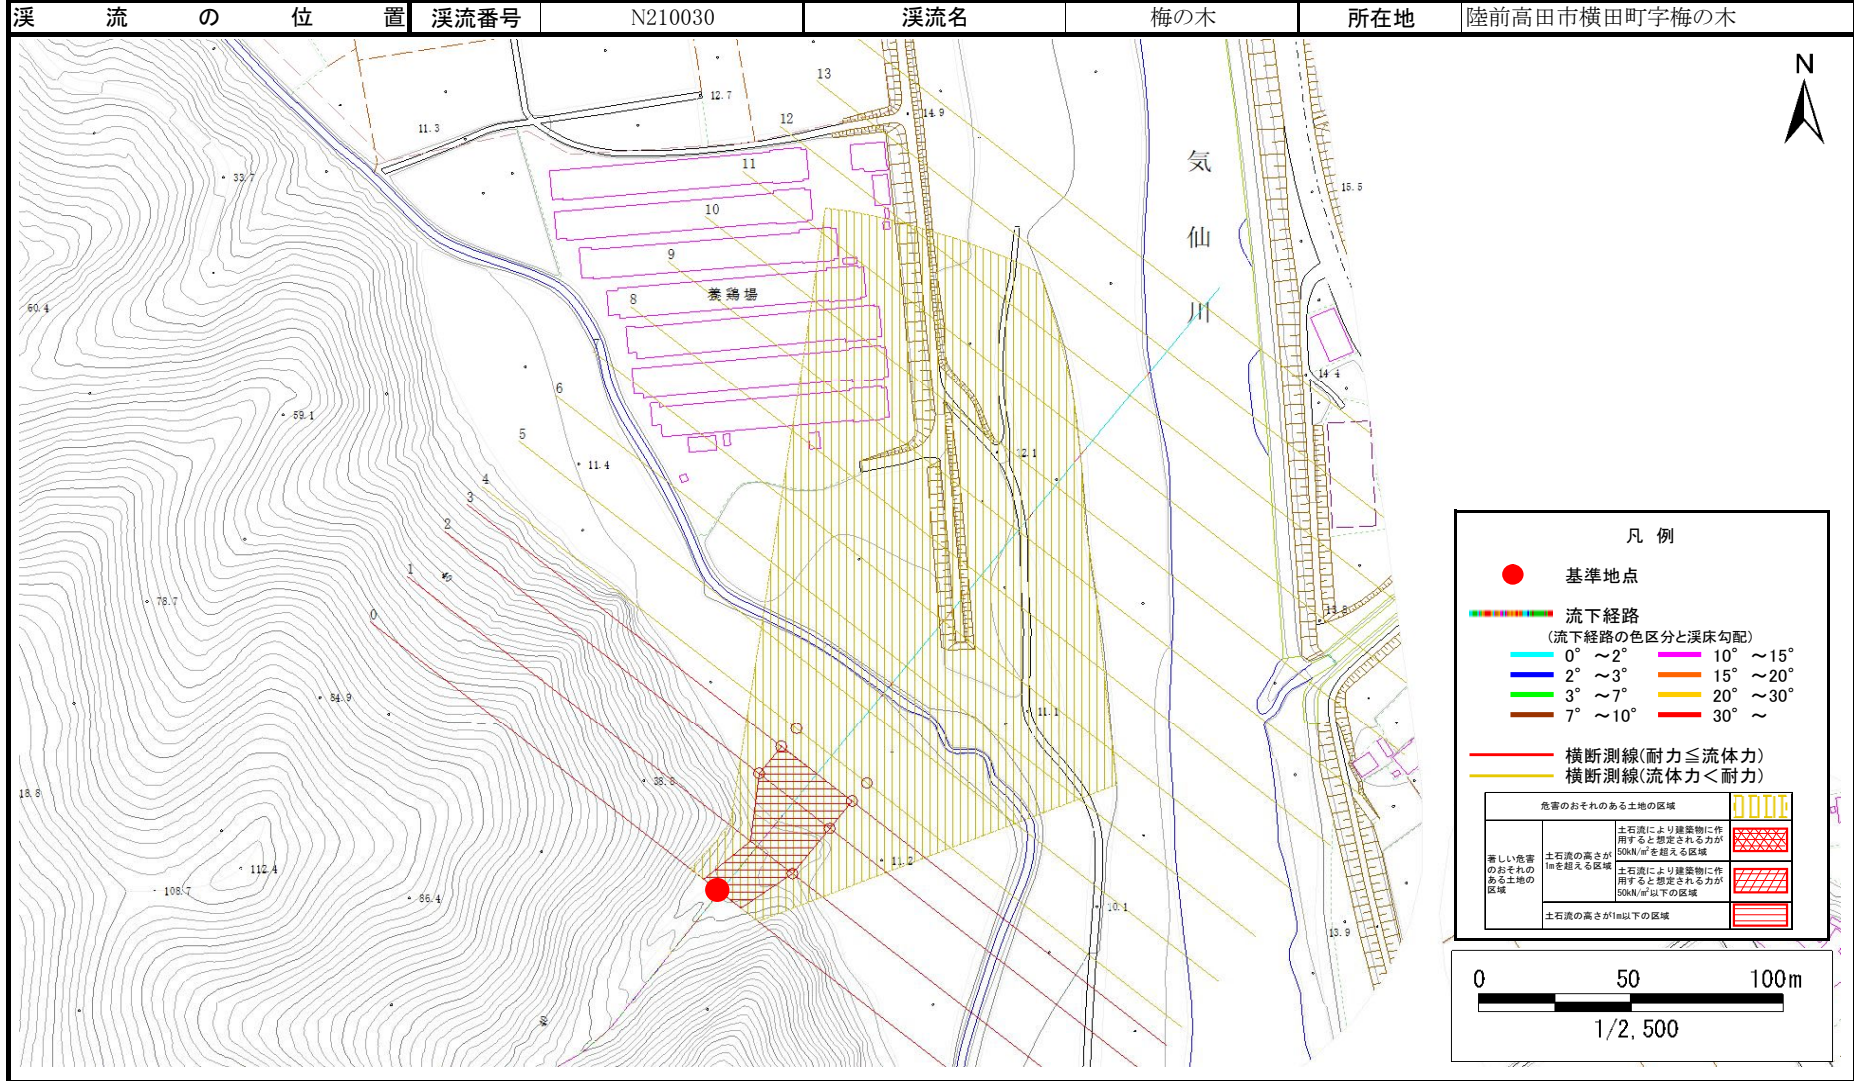 渓流の位置 渓流番号 N210030 渓流名 梅の木 所在地 陸前高田市横田町字梅の木
N
13
12.7
14.9
12
11.3
11
気仙川
33.7
15.5
10
9
養鶏場
8
60.4
14.4
6
59.1
5
12.1
11.4
4
3
2
1
78.7
0
13.8
84.9
11.1
38.8
18.8
11.2
112.4
108.7
86.4
10.1
13.9
凡例
基準地点
流下経路
(流下経路の色区分と渓床勾配)
0°~2° 10°~15°
2°~3° 15°~20°
3°~7° 20°~30°
7°~10° 30°~
横断測線(耐力≦流体力)
横断測線(流体力<耐力)
危害のおそれのある土地の区域
著しい危害のおそれのある土地の区域
土石流の高さが1mを超える区域
土石流により建築物に作用すると想定される力が50kN/㎡を超える区域
土石流により建築物に作用すると想定される力が50kN/㎡以下の区域
土石流の高さが1m以下の区域
0 50 100m
1/2,500